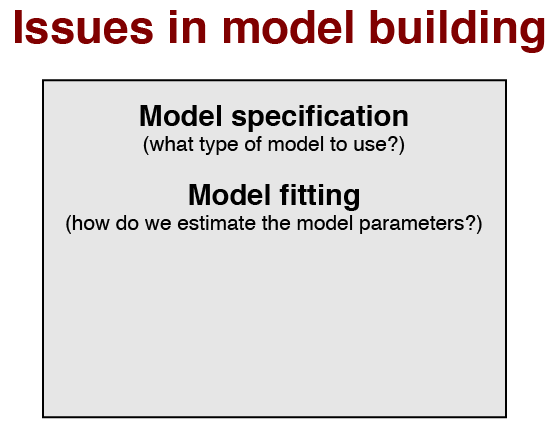 Issues in model building
Model specification
(what type of model to use?)
Model fitting
(how do we estimate the model parameters?)